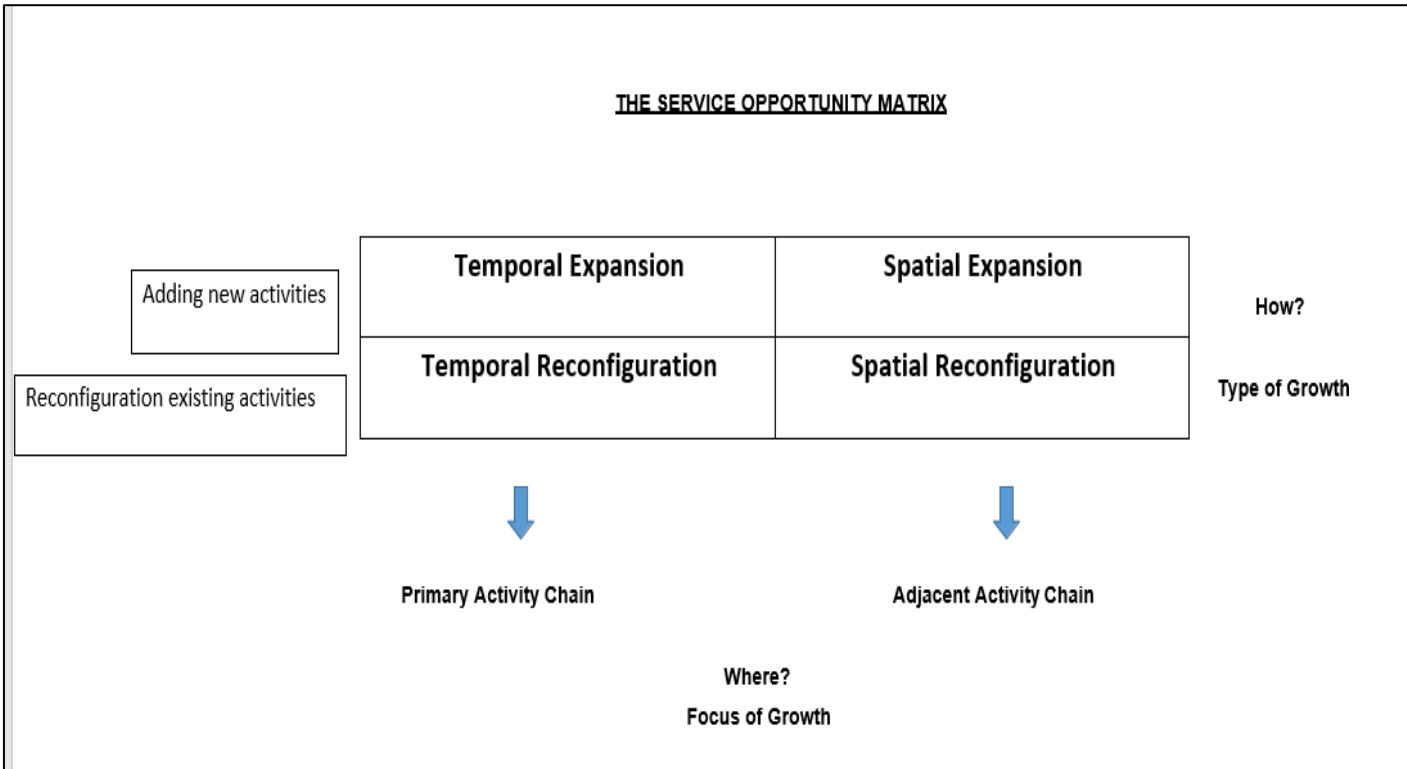 THE SERVICE OPPORTUNITY MATRIX
Temporal Expansion
Spatial Expansion
Adding new activities
How?
Temporal Reconfiguration
Spatial Reconfiguration
Reconfiguration existing activities
Type of Growth
Primary Activity Chain
Adjacent Activity Chain
Where?
Focus of Growth